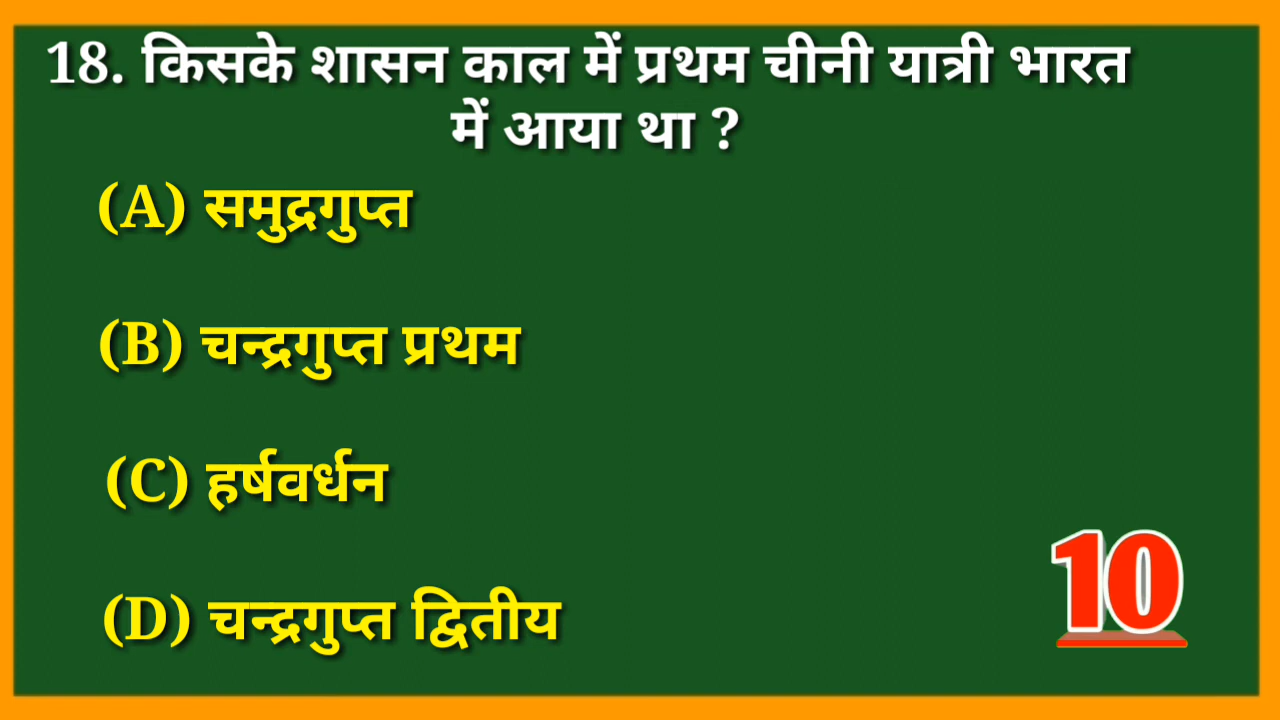 18. किसके शासन काल में प्रथम चीनी यात्री भारत
में आया था ?
(A) समुद्रगुप्त
(B) चन्द्रगुप्त प्रथम
(C) हर्षवर्धन
(D) चन्द्रगुप्त द्वितीय
10